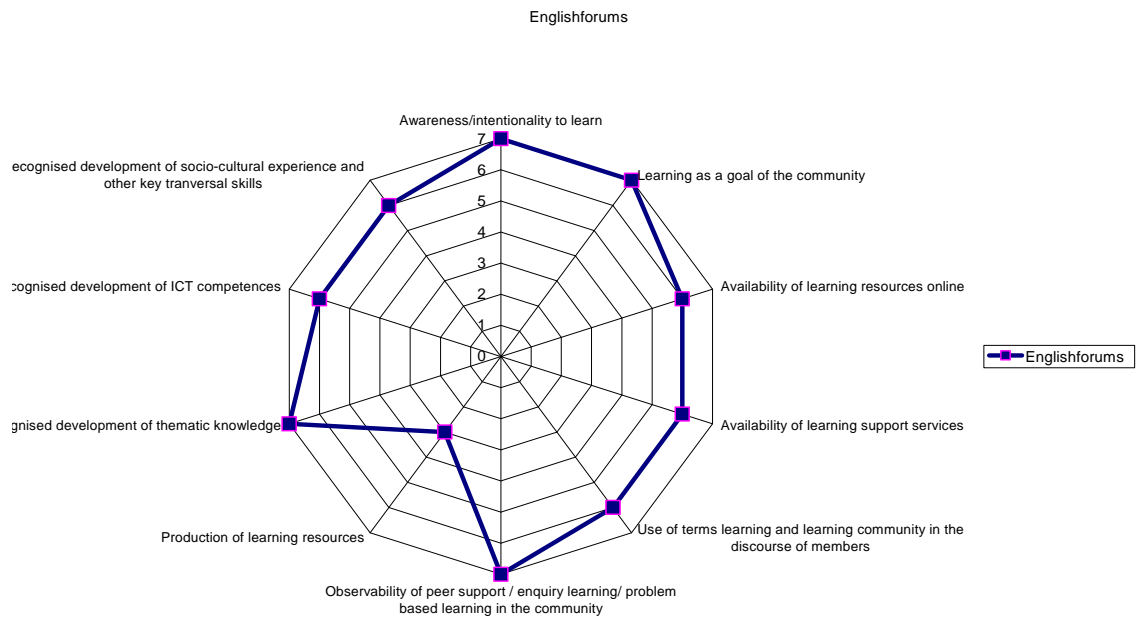 Englishforums
Awareness/intentionality to learn
ecognised development of socio-cultural experience and
other key tranversal skills
Learning as a goal of the community
cognised development of ICT competences
Availability of learning resources online
gnised development of thematic knowledge
Availability of learning support services
Production of learning resources
Use of terms learning and learning community in the
discourse of members
Observability of peer support / enquiry learning/ problem
based learning in the community
7
6
5
4
3
2
1
0
Englishforums